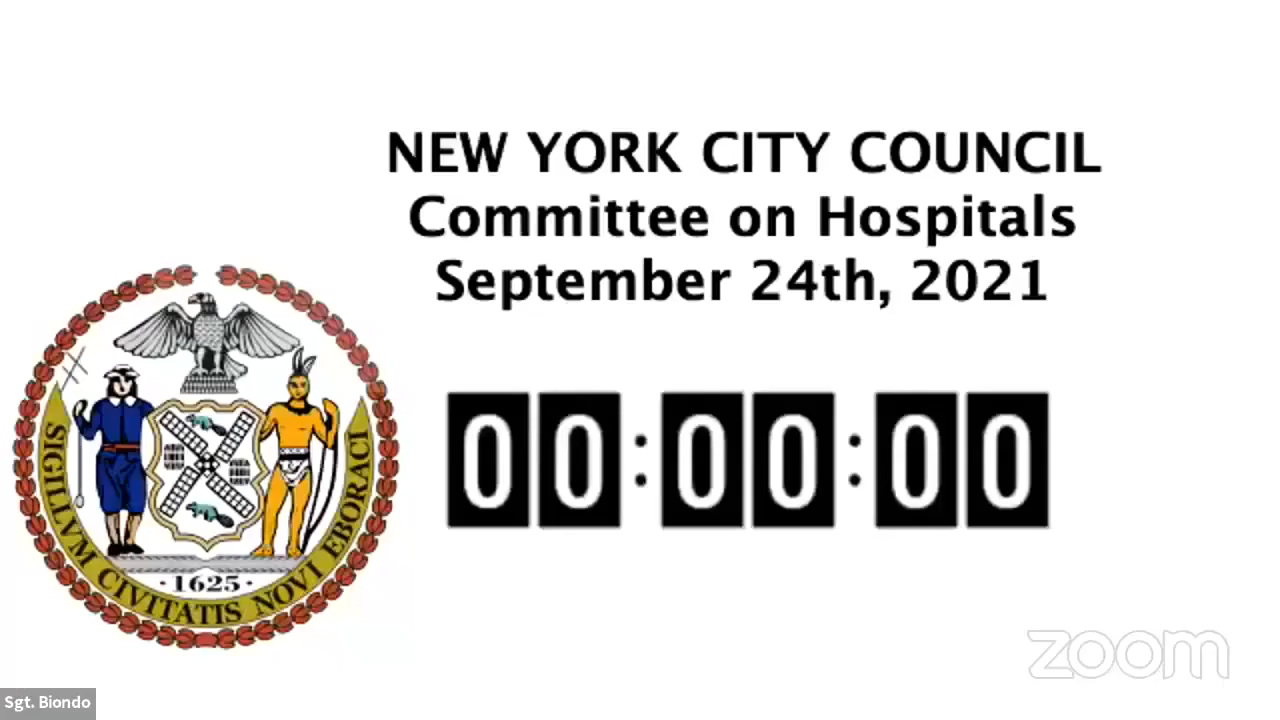 NEW YORK CITY COUNCIL
Committee on Hospitals
September 24th, 2021
00:00:00
SIGILLVM CIVITATIS NOVI EBORACI
·1625·
zoom
Sgt. Biondo